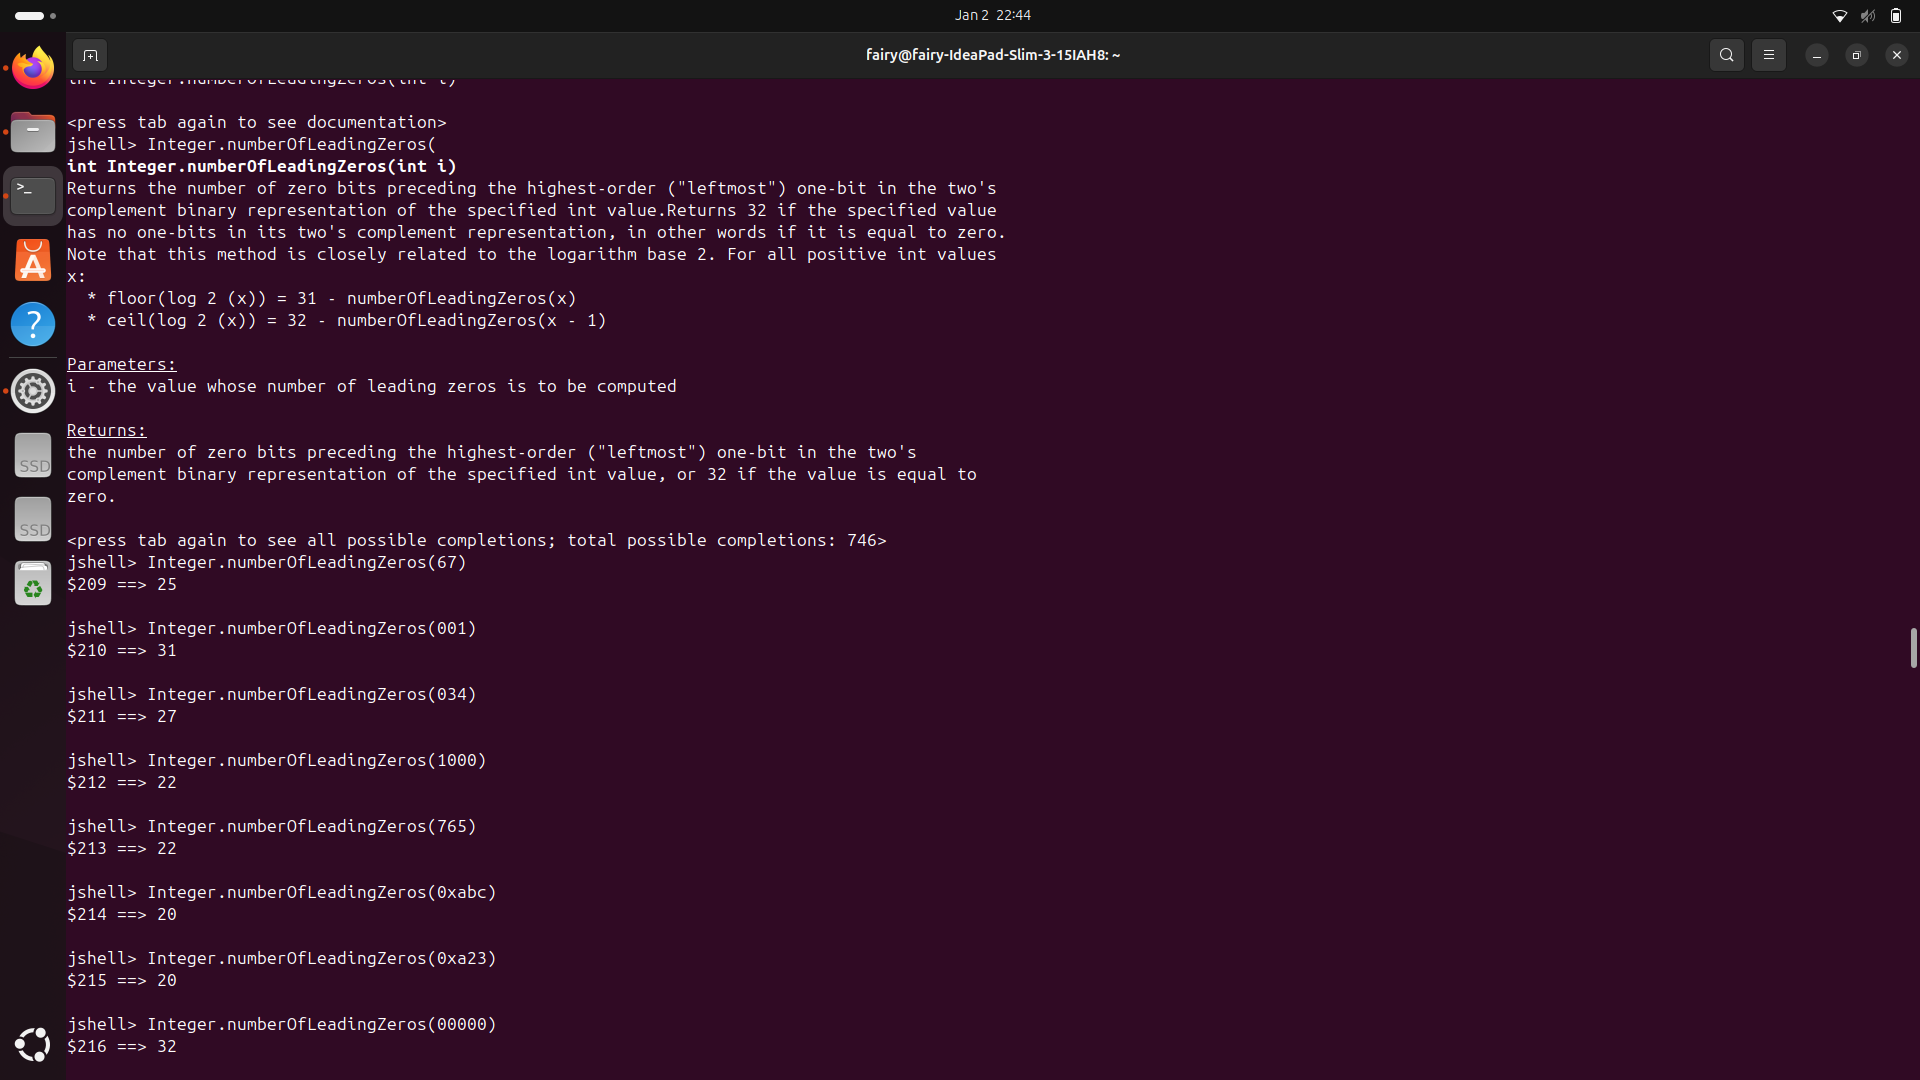 Jan 2 22:44
fairy@fairy-IdeaPad-Slim-3-15IAH8: ~
int Integer.numberOfLeadingZeros(int i)
<press tab again to see documentation>
jshell> Integer.numberOfLeadingZeros(
int Integer.numberOfLeadingZeros(int i)
Returns the number of zero bits preceding the highest-order ("leftmost") one-bit in the two's
complement binary representation of the specified int value.Returns 32 if the specified value
has no one-bits in its two's complement representation, in other words if it is equal to zero.
Note that this method is closely related to the logarithm base 2. For all positive int values
x:
* floor(log 2 (x)) = 31 - numberOfLeadingZeros(x)
* ceil(log 2 (x)) = 32 - numberOfLeadingZeros(x - 1)
Parameters:
i - the value whose number of leading zeros is to be computed
Returns:
the number of zero bits preceding the highest-order ("leftmost") one-bit in the two's
complement binary representation of the specified int value, or 32 if the value is equal to
zero.
<press tab again to see all possible completions; total possible completions: 746>
jshell> Integer.numberOfLeadingZeros(67)
$209 ==> 25
jshell> Integer.numberOfLeadingZeros(001)
$210 ==> 31
jshell> Integer.numberOfLeadingZeros(034)
$211 ==> 27
jshell> Integer.numberOfLeadingZeros(1000)
$212 ==> 22
jshell> Integer.numberOfLeadingZeros(765)
$213 ==> 22
jshell> Integer.numberOfLeadingZeros(0xabc)
$214 ==> 20
jshell> Integer.numberOfLeadingZeros(0xa23)
$215 ==> 20
jshell> Integer.numberOfLeadingZeros(00000)
$216 ==> 32
SSD
SSD